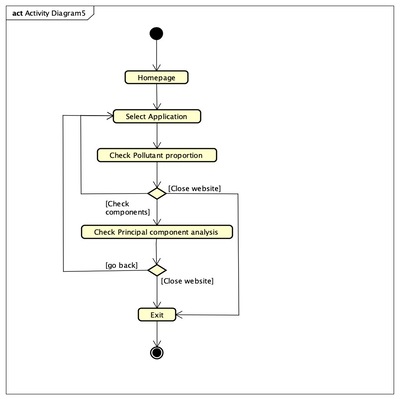 act Activity Diagram5
Homepage
Select Application
Check Pollutant proportion
[Close website]
[Check
components]
Check Principal component analysis
[go back]
[Close website]
Exit